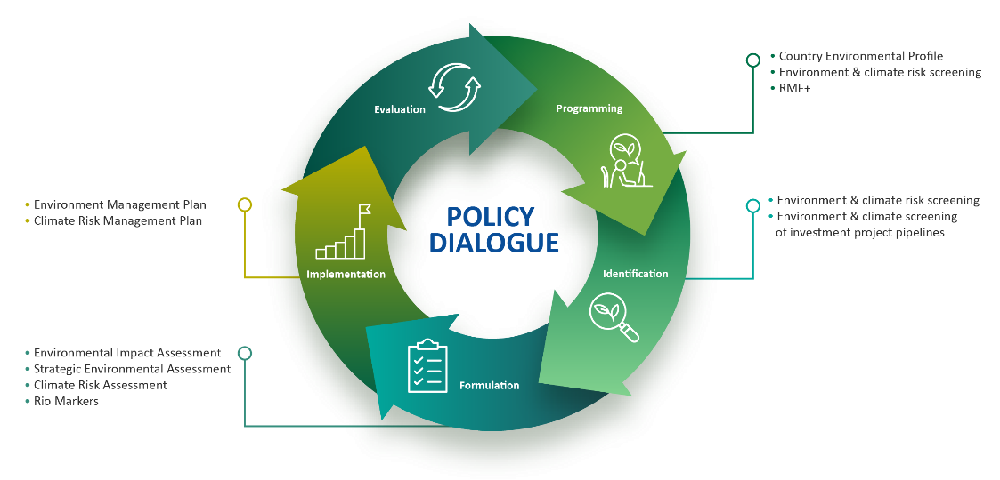 Evaluation
Programming
• Country Environmental Profile
• Environment & climate risk screening
• RMF+
• Environment Management Plan
• Climate Risk Management Plan
POLICY
DIALOGUE
• Environment & climate risk screening
• Environment & climate screening
of investment project pipelines
Implementation
Identification
• Environmental Impact Assessment
• Strategic Environmental Assessment
• Climate Risk Assessment
• Rio Markers
Formulation